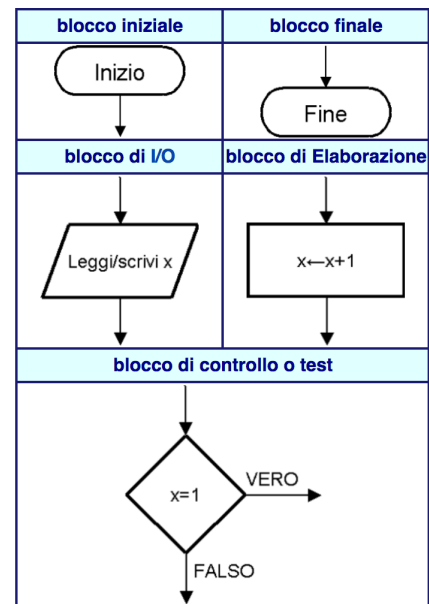 blocco iniziale
blocco finale
Inizio
Fine
blocco di I/O
blocco di Elaborazione
Leggi/scrivi x
x←x+1
blocco di controllo o test
x=1
VERO
FALSO